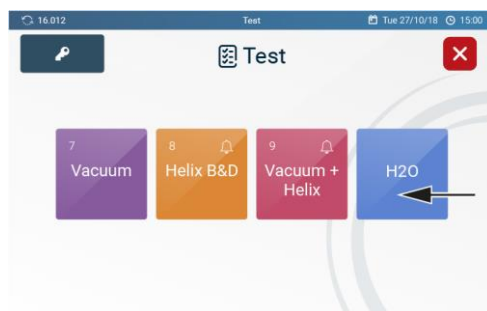 16.012 Test Tue 27/10/18 15:00
Test
7
Vacuum
8
Helix B&D
9
Vacuum +
Helix
H2O